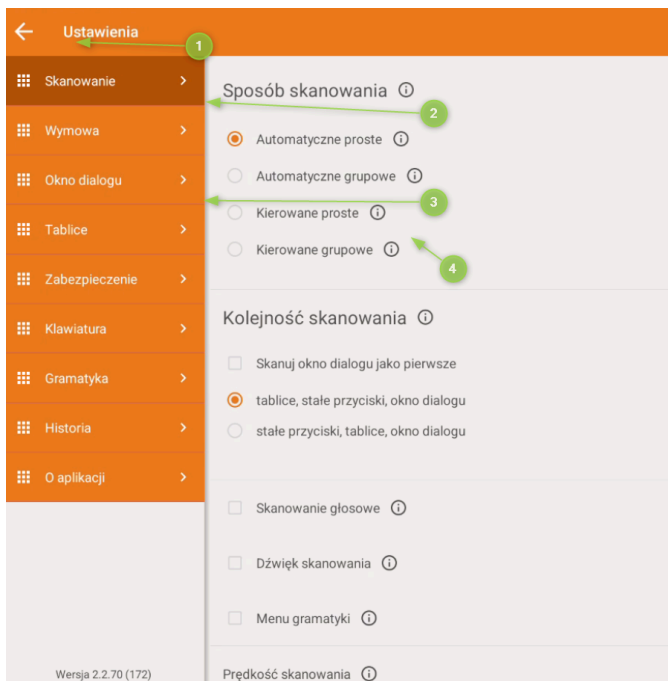 Ustawienia
1
Skanowanie
Wymowa
Okno dialogu
Tablice
Zabezpieczenie
Klawiatura
Gramatyka
Historia
O aplikacji
Wersja 2.2.70 (172)
Sposób skanowania
2
Automatyczne proste
Automatyczne grupowe
3
Kierowane proste
Kierowane grupowe
4
Kolejność skanowania
Skanuj okno dialogu jako pierwsze
tablice, stałe przyciski, okno dialogu
stałe przyciski, tablice, okno dialogu
Skanowanie głosowe
Dźwięk skanowania
Menu gramatyki
Prędkość skanowania